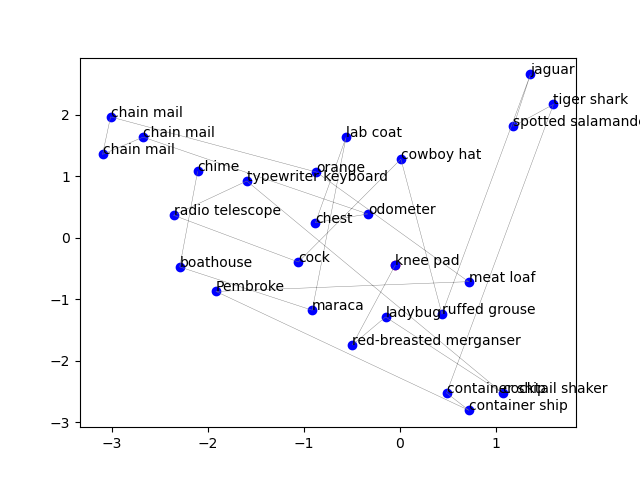 jaguar
tiger shark
chain mail
spotted salamande
chain mail
lab coat
chain mail
cowboy hat
chime
orange
typewriter keyboard
radio telescope
odometer
chest
cock
knee pad
boathouse
meat loaf
Pembroke
maraca
ladybug
ruffed grouse
red-breasted merganser
container ship
cocktail shaker
container ship
2
1
0
−1
−2
−3
−3
−2
−1
0
1